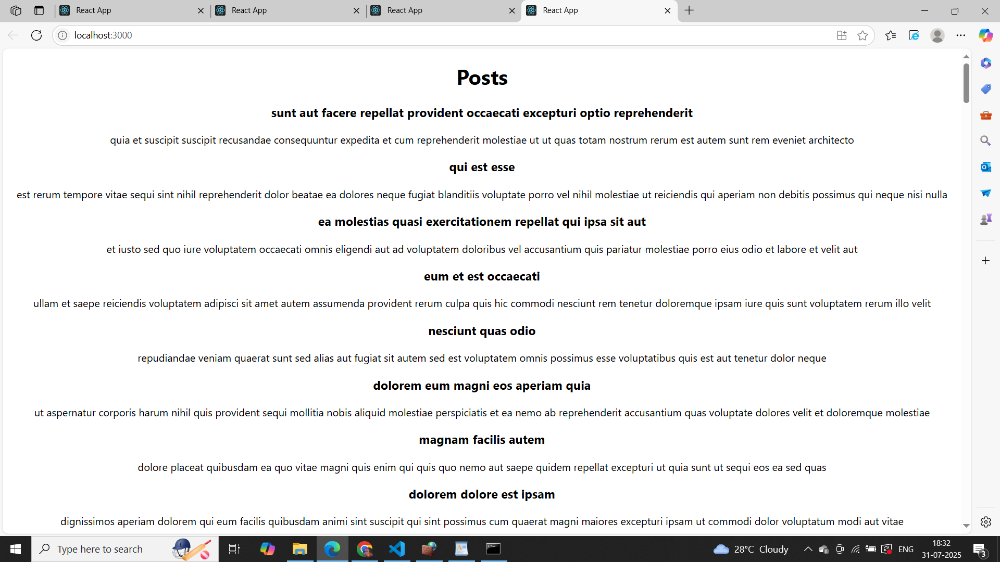 React App
React App
React App
React App
localhost:3000
Posts
sunt aut facere repellat provident occaecati excepturi optio reprehenderit
quia et suscipit suscipit recusandae consequuntur expedita et cum reprehenderit molestiae ut ut quas totam nostrum rerum est autem sunt rem eveniet architecto
qui est esse
est rerum tempore vitae sequi sint nihil reprehenderit dolor beatae ea dolores neque fugiat blanditiis voluptate porro vel nihil molestiae ut reiciendis qui aperiam non debitis possimus qui neque nisi nulla
ea molestias quasi exercitationem repellat qui ipsa sit aut
et iusto sed quo iure voluptatem occaecati omnis eligendi aut ad voluptatem doloribus vel accusantium quis pariatur molestiae porro eius odio et labore et velit aut
eum et est occaecati
ullam et saepe reiciendis voluptatem adipisci sit amet autem assumenda provident rerum culpa quis hic commodi nesciunt rem tenetur doloremque ipsam iure quis sunt voluptatem rerum illo velit
nesciunt quas odio
repudiandae veniam quaerat sunt sed alias aut fugiat sit autem sed est voluptatem omnis possimus esse voluptatibus quis est aut tenetur dolor neque
dolorem eum magni eos aperiam quia
ut aspernatur corporis harum nihil quis provident sequi mollitia nobis aliquid molestiae perspiciatis et ea nemo ab reprehenderit accusantium quas voluptate dolores velit et doloremque molestiae
magnam facilis autem
dolore placeat quibusdam ea quo vitae magni quis enim qui quis quo nemo aut saepe quidem repellat excepturi ut quia sunt ut sequi eos ea sed quas
dolorem dolore est ipsam
dignissimos aperiam dolorem qui eum facilis quibusdam animi sint suscipit qui sint possimus cum quaerat magni maiores excepturi ipsam ut commodi dolor voluptatum modi aut vitae
Type here to search
28°C Cloudy
ENG
18:32
31-07-2025
3